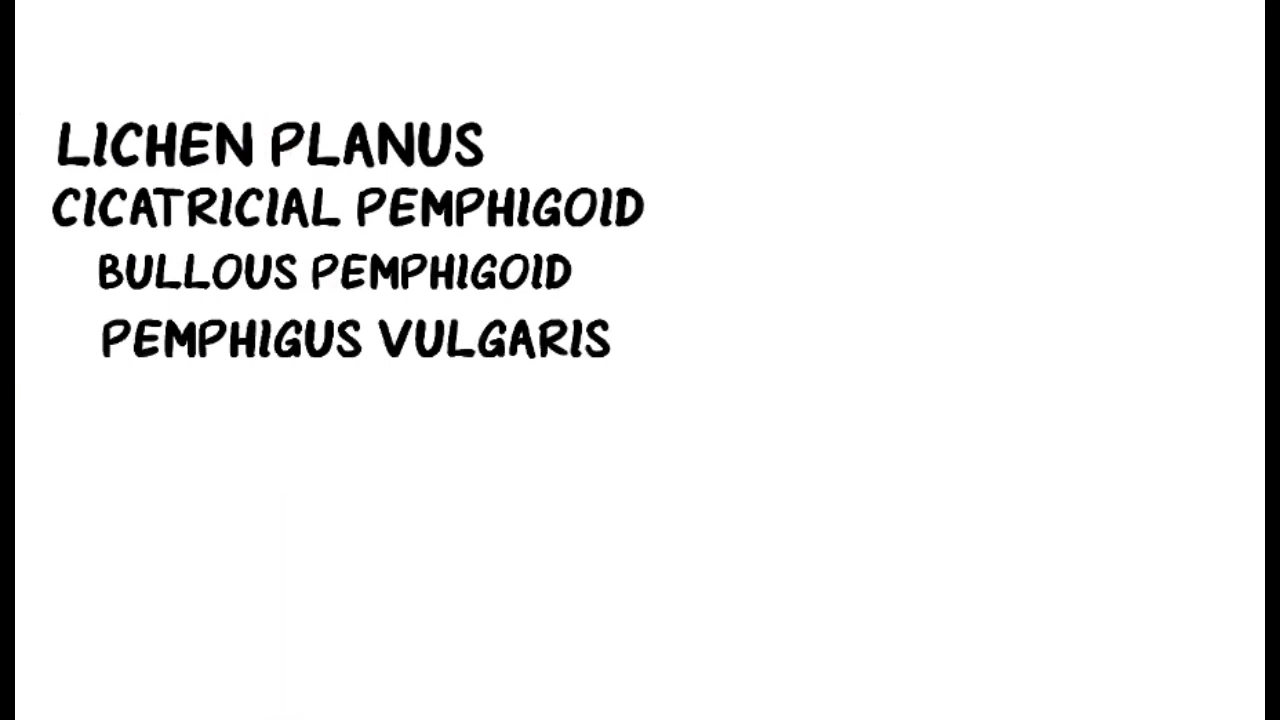 LICHEN PLANUS
CICATRICIAL PEMPHIGOID
BULLOUS PEMPHIGOID
PEMPHIGUS VULGARIS